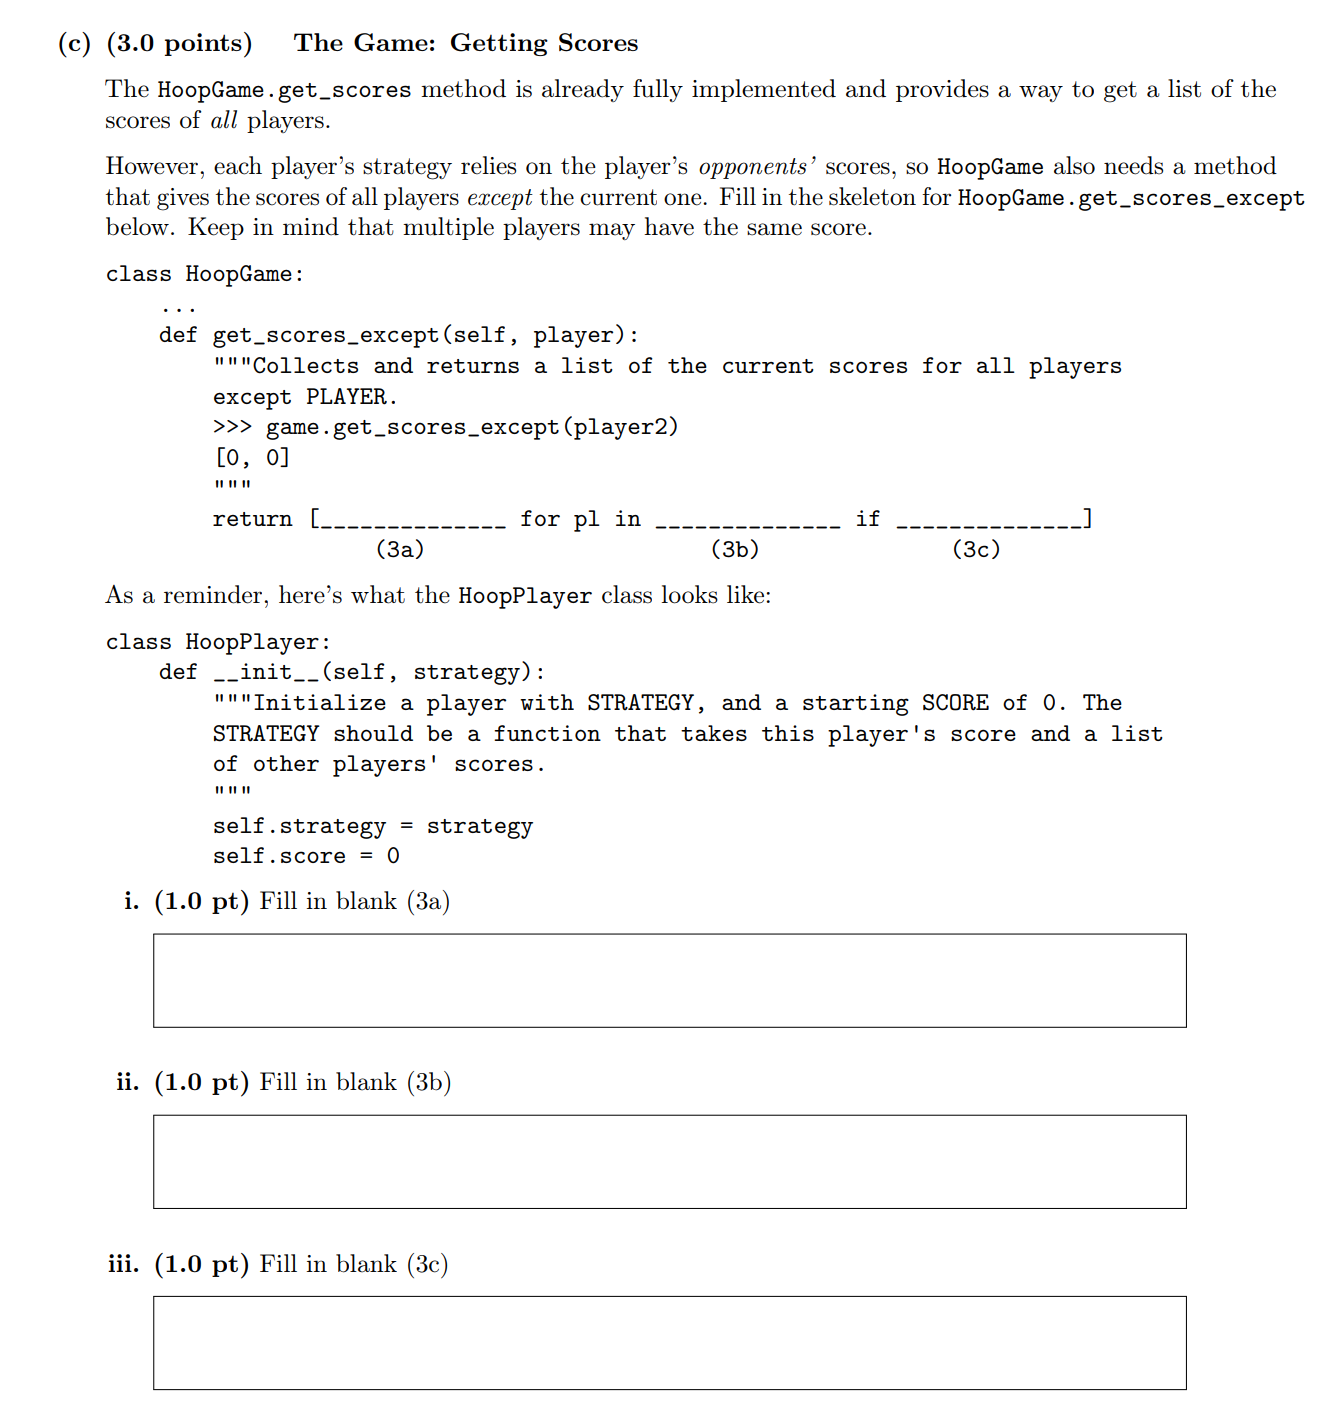 (c) (3.0 points) The Game: Getting Scores
The HoopGame.get_scores method is already fully implemented and provides a way to get a list of the
scores of all players.
However, each player's strategy relies on the player's opponents' scores, so HoopGame also needs a method
that gives the scores of all players except the current one. Fill in the skeleton for HoopGame.get_scores_except
below. Keep in mind that multiple players may have the same score.
class HoopGame:
    ...
    def get_scores_except(self, player):
        """Collects and returns a list of the current scores for all players
        except PLAYER.
        >>> game.get_scores_except(player2)
        [0, 0]
        """
        return [______________ for pl in ______________ if ______________]
                    (3a)                     (3b)              (3c)
As a reminder, here's what the HoopPlayer class looks like:
class HoopPlayer:
    def __init__(self, strategy):
        """Initialize a player with STRATEGY, and a starting SCORE of 0. The
        STRATEGY should be a function that takes this player's score and a list
        of other players' scores.
        """
        self.strategy = strategy
        self.score = 0
i. (1.0 pt) Fill in blank (3a)
ii. (1.0 pt) Fill in blank (3b)
iii. (1.0 pt) Fill in blank (3c)